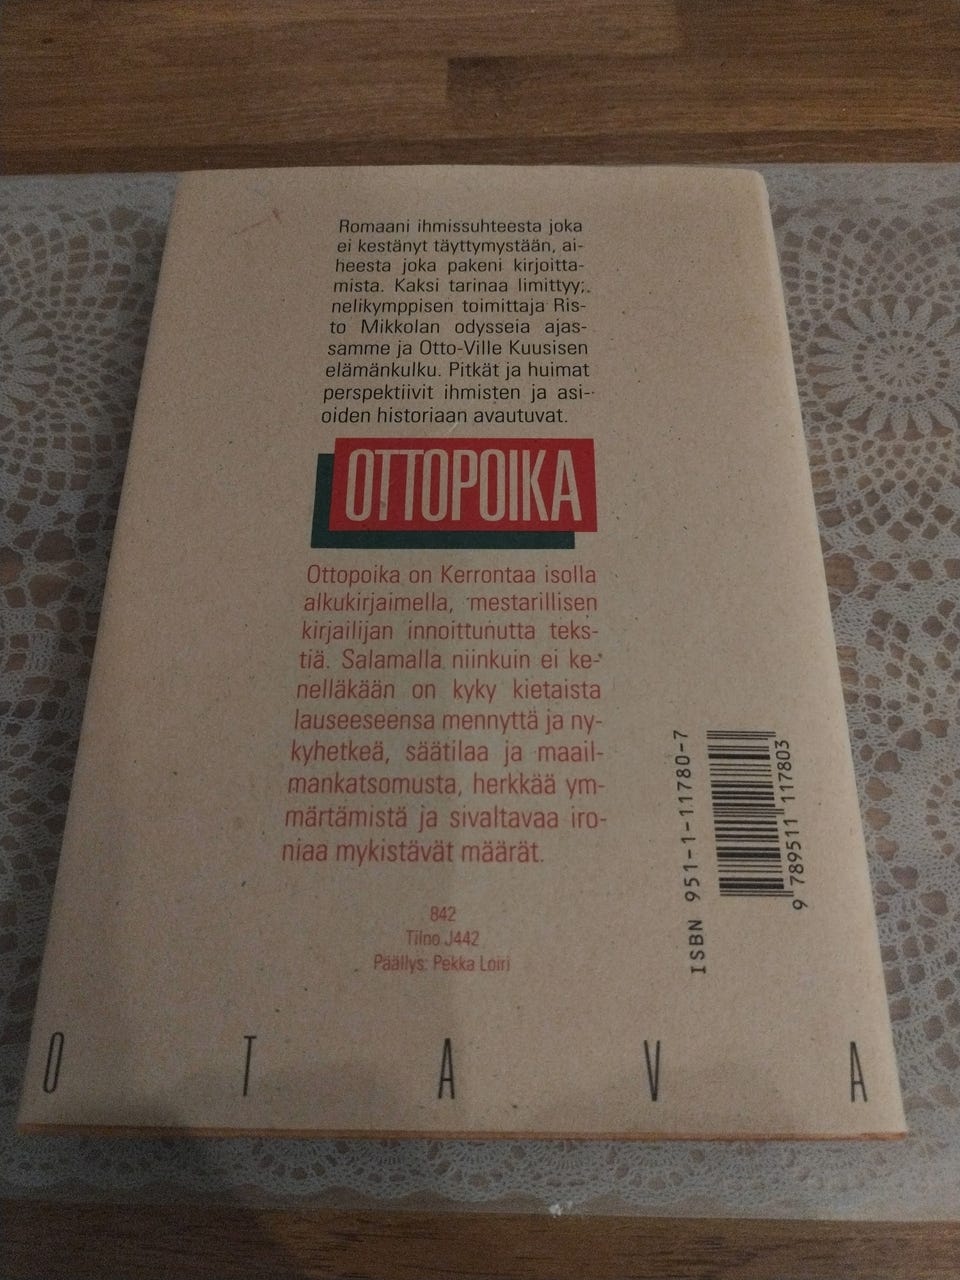 Romaani ihmissuhteesta joka
ei kestänyt täyttymystään, ai-
heesta joka pakeni kirjoitta-
mista. Kaksi tarinaa limittyy;
nelikymppisen toimittaja Ris-
to Mikkolan odysseia ajas-
samme ja Otto-Ville Kuusisen
elämänkulku. Pitkät ja huimat
perspektiivit ihmisten ja asi-
oiden historiaan avautuvat.
OTTOPOIKA
Ottopoika on Kerrontaa isolla
alkukirjaimella, mestarillisen
kirjailijan innoittunutta teks-
tiä. Salamalla niinkuin ei ke-
nelläkään on kyky kietaista
lauseeseensa mennyttä ja ny-
kyhetkeä, säätilaa ja maail-
mankatsomusta, herkkää ym-
märtämistä ja sivaltavaa iro-
niaa mykistävät määrät.
842
Tilno J442
Päällys: Pekka Loiri
ISBN 951-1-11780-7
9 789511 117803
OTAVA